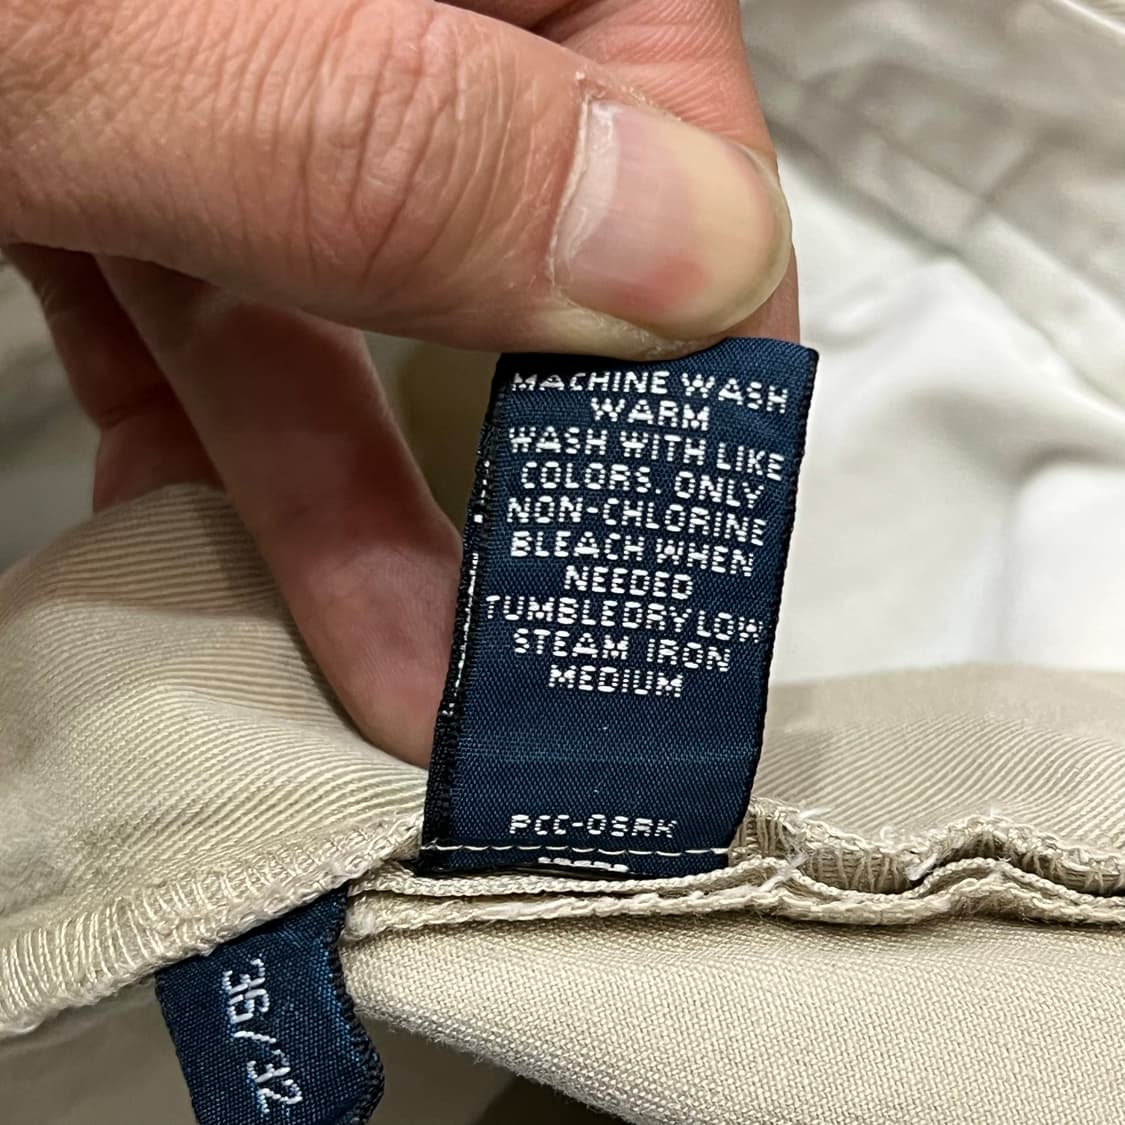 MACHINE WASH
WARM
WASH WITH LIKE
COLORS. ONLY
NON-CHLORINE
BLEACH WHEN
NEEDED
TUMBLEDRY LOW
STEAM IRON
MEDIUM
PCC-05RK
36/32